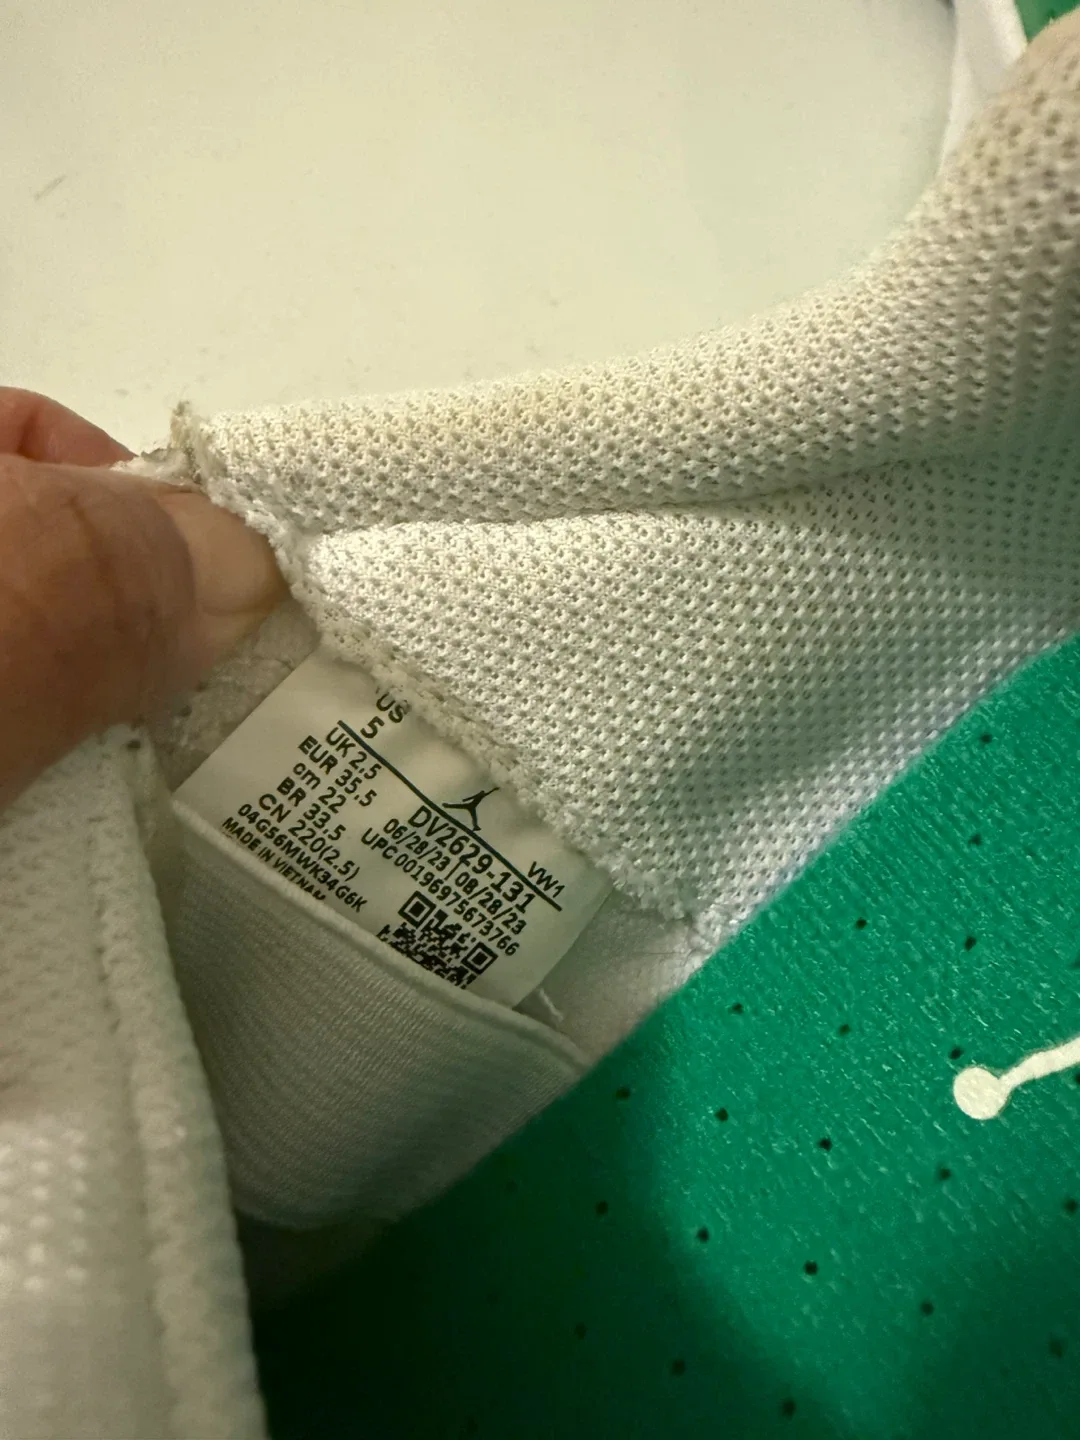 US
5
UK 2.5
EUR 35.5
cm 22
BR 33.5
CN 220(2.5)
04G56MWK34G6K
MADE IN VIETNAM
VW1
DV2629-131
06/28/23 | 08/28/23
UPC 00196975673766